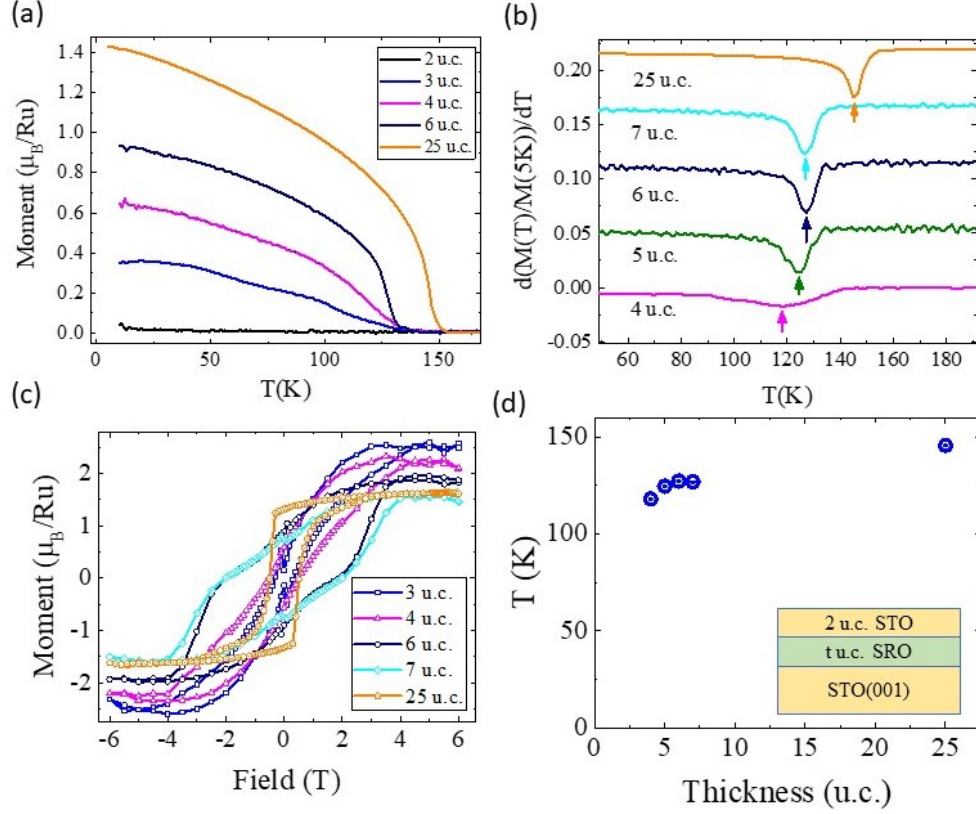 (a)
1.4
1.2
1.0
0.8
0.6
0.4
0.2
0.0
Moment (μB/Ru)
2 u.c.
3 u.c.
4 u.c.
6 u.c.
25 u.c.
0 50 100 150
T(K)
(b)
0.20
0.15
0.10
0.05
0.00
-0.05
d(M(T)/M(5K))/dT
25 u.c.
7 u.c.
6 u.c.
5 u.c.
4 u.c.
60 80 100 120 140 160 180
T(K)
(c)
2
1
0
-1
-2
Moment (μB/Ru)
3 u.c.
4 u.c.
6 u.c.
7 u.c.
25 u.c.
-6 -4 -2 0 2 4 6
Field (T)
(d)
150
100
50
0
T (K)
2 u.c. STO
t u.c. SRO
STO(001)
0 5 10 15 20 25
Thickness (u.c.)